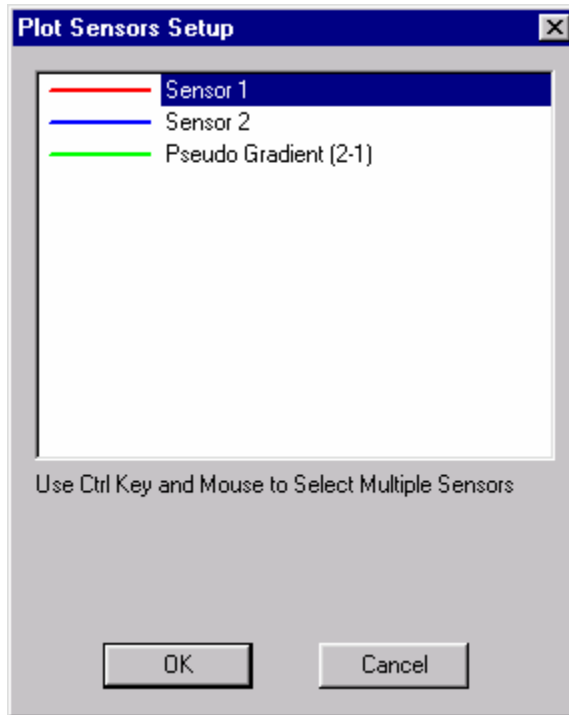 Plot Sensors Setup
Sensor 1
Sensor 2
Pseudo Gradient (2-1)
Use Ctrl Key and Mouse to Select Multiple Sensors
OK
Cancel